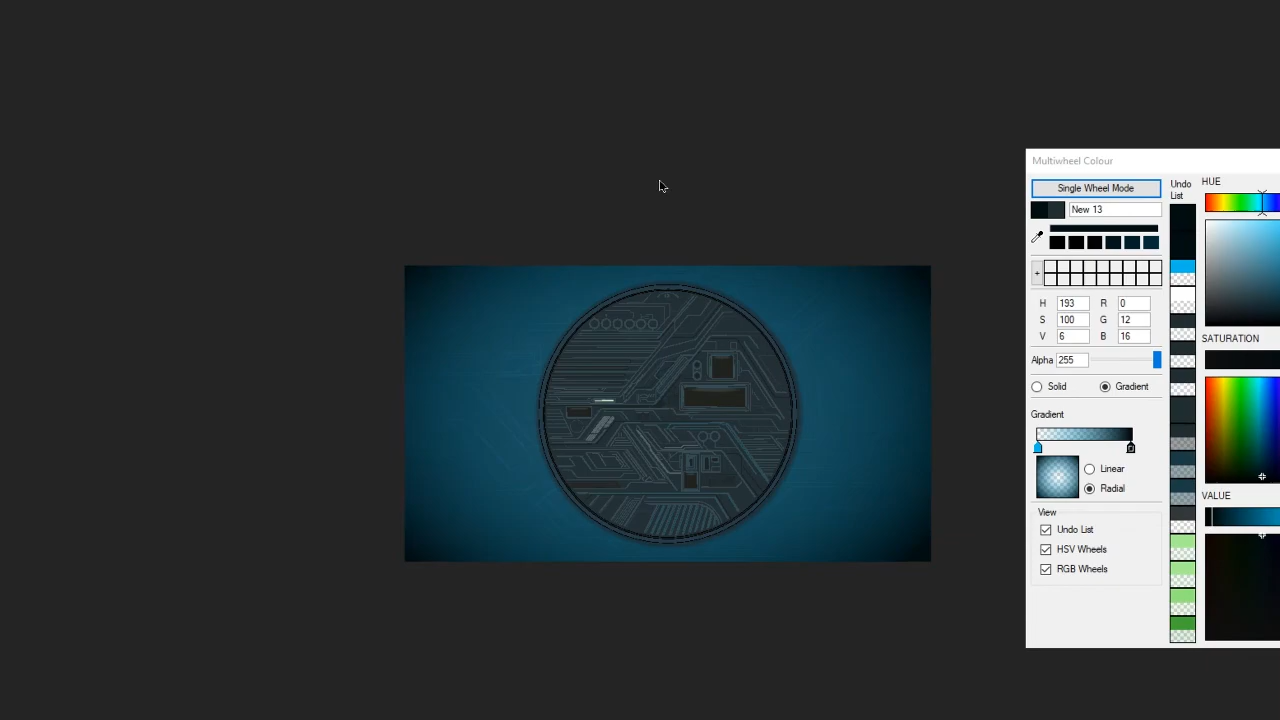 Multiwheel Colour
Single Wheel Mode
Undo
List
HUE
New 13
+
H 193 R 0
S 100 G 12
V 6 B 16
SATURATION
Alpha 255
Solid Gradient
Gradient
Linear
Radial
VALUE
View
Undo List
HSV Wheels
RGB Wheels